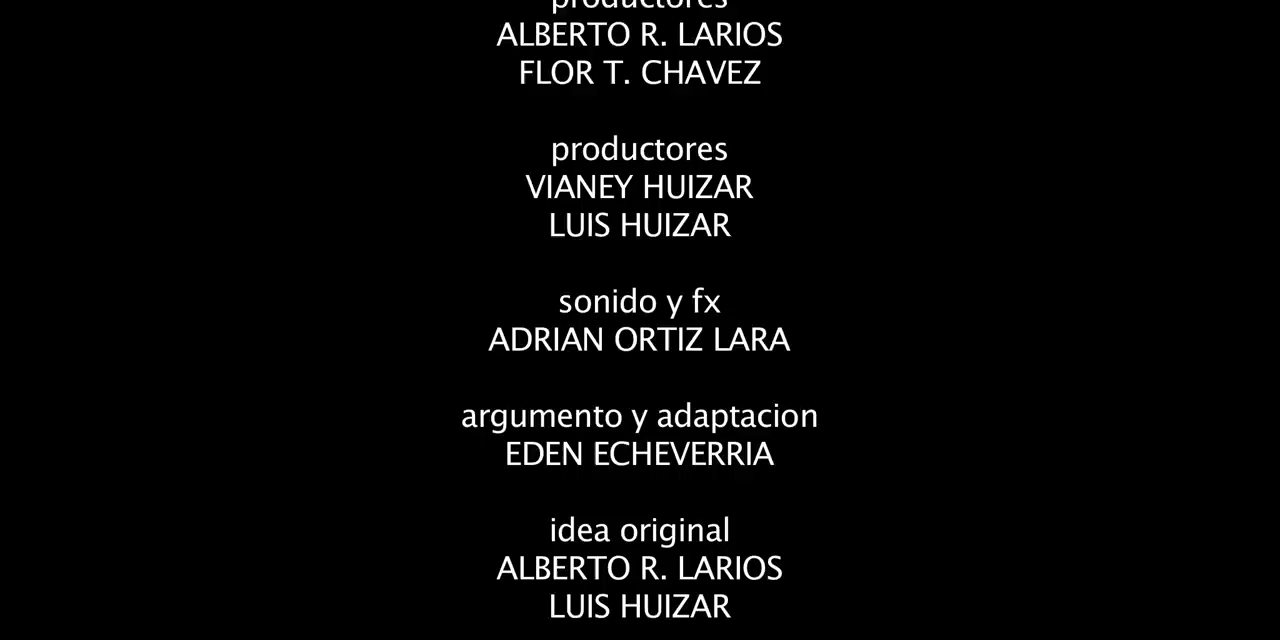 productores
ALBERTO R. LARIOS
FLOR T. CHAVEZ
productores
VIANEY HUIZAR
LUIS HUIZAR
sonido y fx
ADRIAN ORTIZ LARA
argumento y adaptacion
EDEN ECHEVERRIA
idea original
ALBERTO R. LARIOS
LUIS HUIZAR